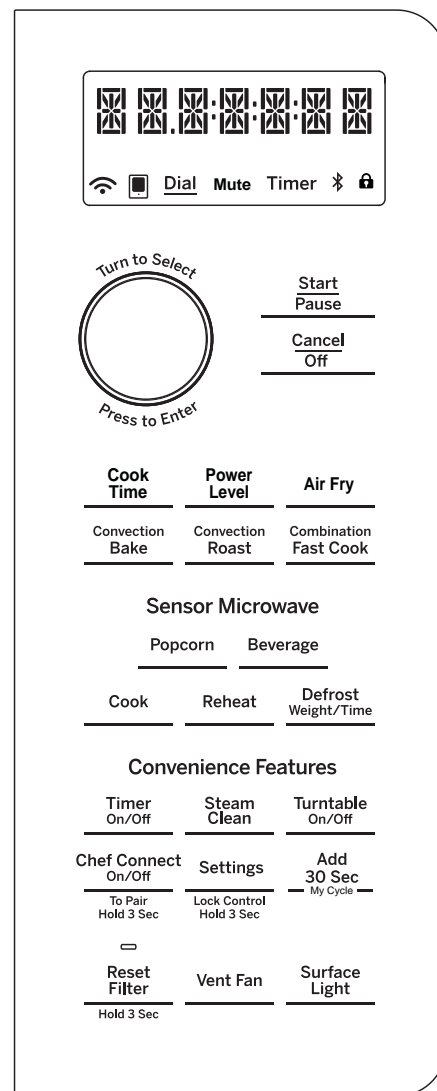 Dial Mute Timer
Turn to Select
Press to Enter
Start
Pause
Cancel
Off
Cook
Time
Power
Level
Air Fry
Convection
Bake
Convection
Roast
Combination
Fast Cook
Sensor Microwave
Popcorn
Beverage
Cook
Reheat
Defrost
Weight/Time
Convenience Features
Timer
On/Off
Steam
Clean
Turntable
On/Off
Chef Connect
On/Off
To Pair
Hold 3 Sec
Settings
Lock Control
Hold 3 Sec
Add
30 Sec
My Cycle
Reset
Filter
Hold 3 Sec
Vent Fan
Surface
Light